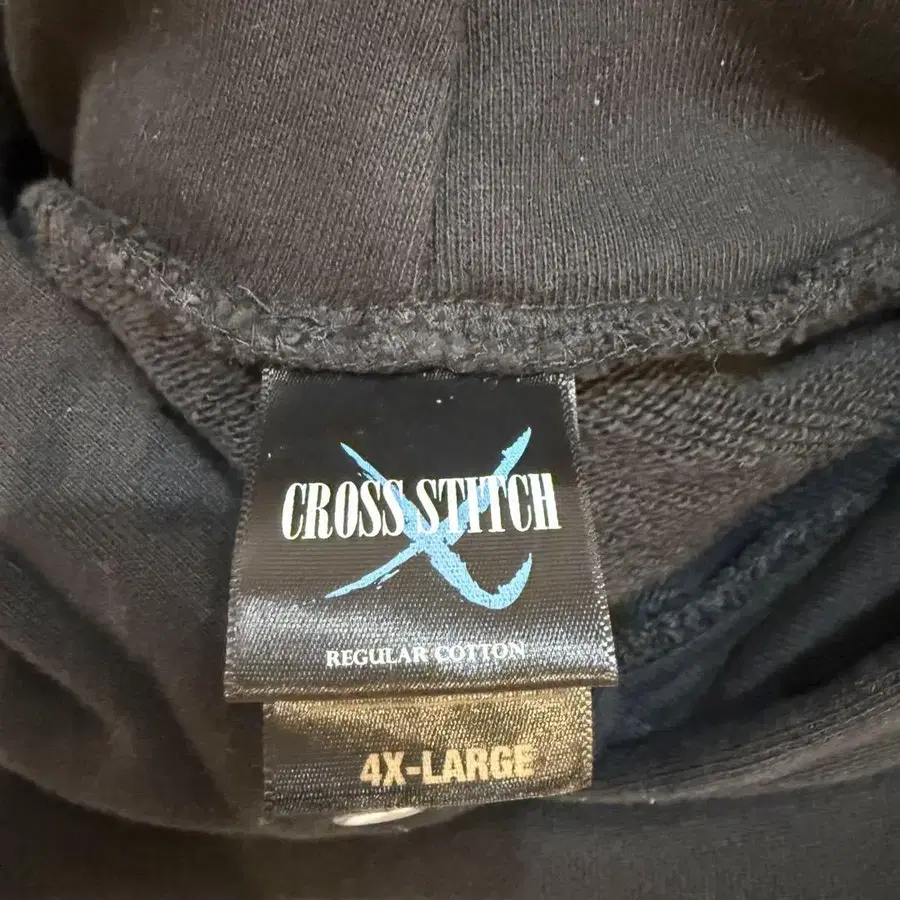 CROSS STITCH
REGULAR COTTON
4X-LARGE